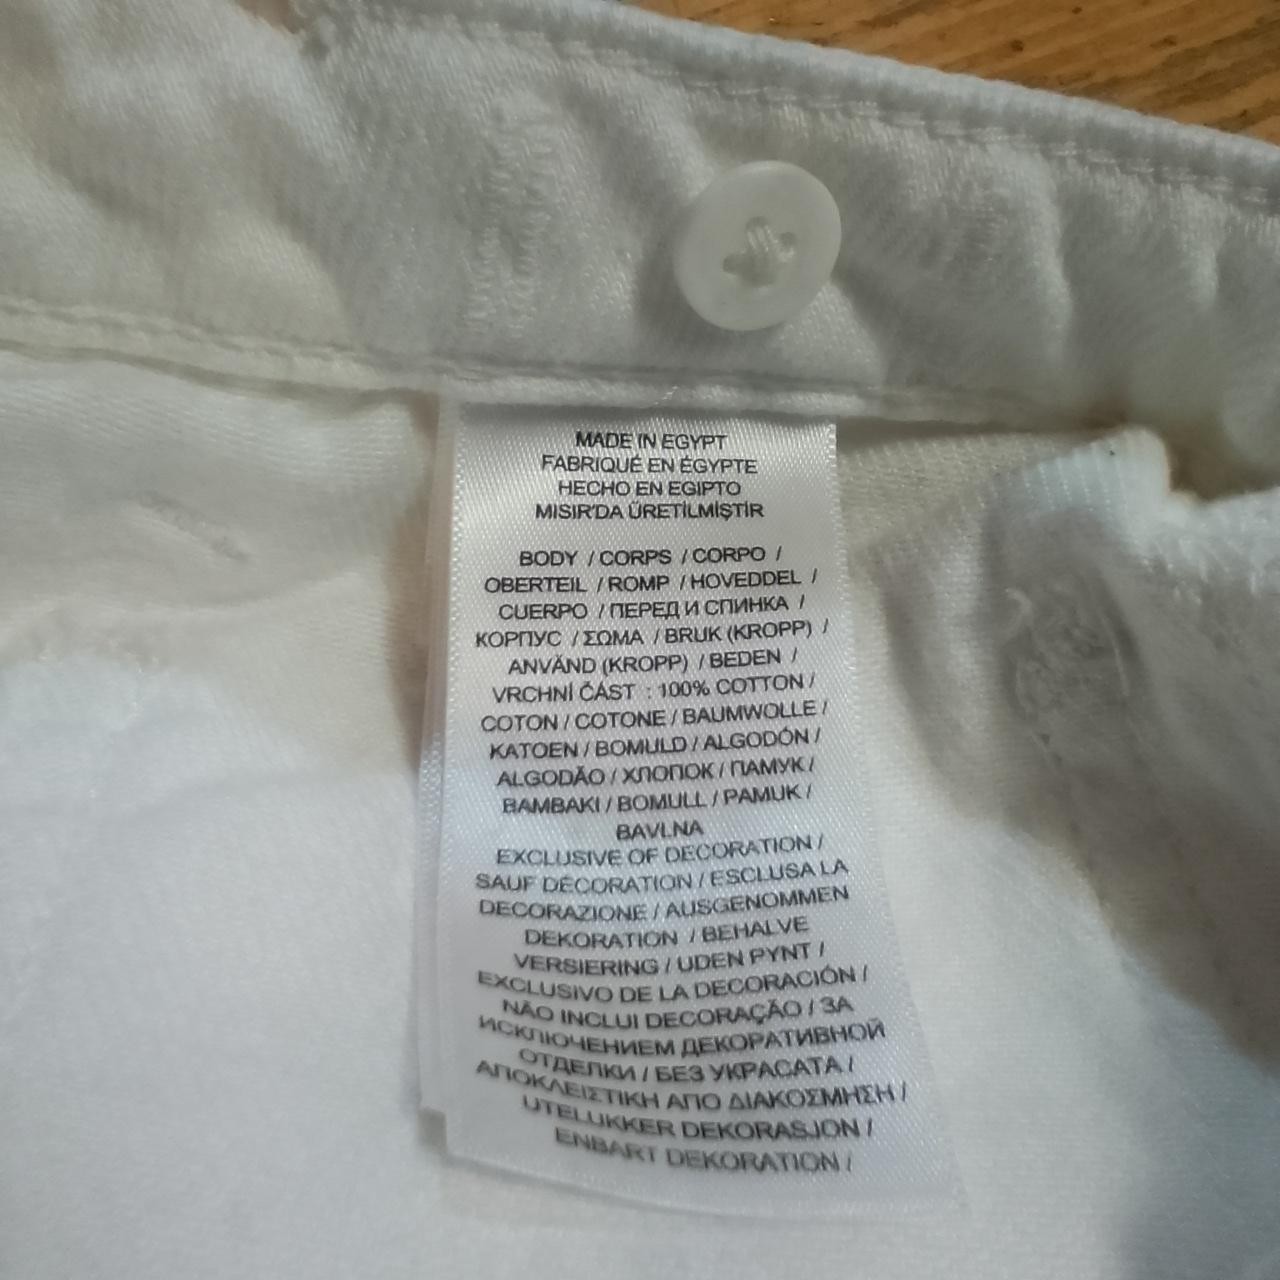 MADE IN EGYPT
FABRIQUÉ EN ÉGYPTE
HECHO EN EGIPTO
MISIR'DA ÜRETİLMİŞTİR
BODY / CORPS / CORPO /
OBERTEIL / ROMP / HOVEDDEL /
CUERPO / ПЕРЕД И СПИНКА /
КОРПУС / ΣΩΜΑ / BRUK (KROPP) /
ANVÄND (KROPP) / BEDEN /
VRCHNÍ ČÁST : 100% COTTON /
COTON / COTONE / BAUMWOLLE /
KATOEN / BOMULD / ALGODÓN /
ALGODÃO / ХЛОПОК / ПАМУК /
BAMBAKI / BOMULL / PAMUK /
BAVLNA
EXCLUSIVE OF DECORATION /
SAUF DÉCORATION / ESCLUSA LA
DECORAZIONE / AUSGENOMMEN
DEKORATION / BEHALVE
VERSIERING / UDEN PYNT /
EXCLUSIVO DE LA DECORACIÓN /
NÃO INCLUI DECORAÇÃO / ЗА
ИСКЛЮЧЕНИЕМ ДЕКОРАТИВНОЙ
ОТДЕЛКИ / БЕЗ УКРАСАТА /
ΑΠΟΚΛΕΙΣΤΙΚΗ ΑΠΟ ΔΙΑΚΟΣΜΗΣΗ /
UTELUKKER DEKORASJON /
ENBART DEKORATION /